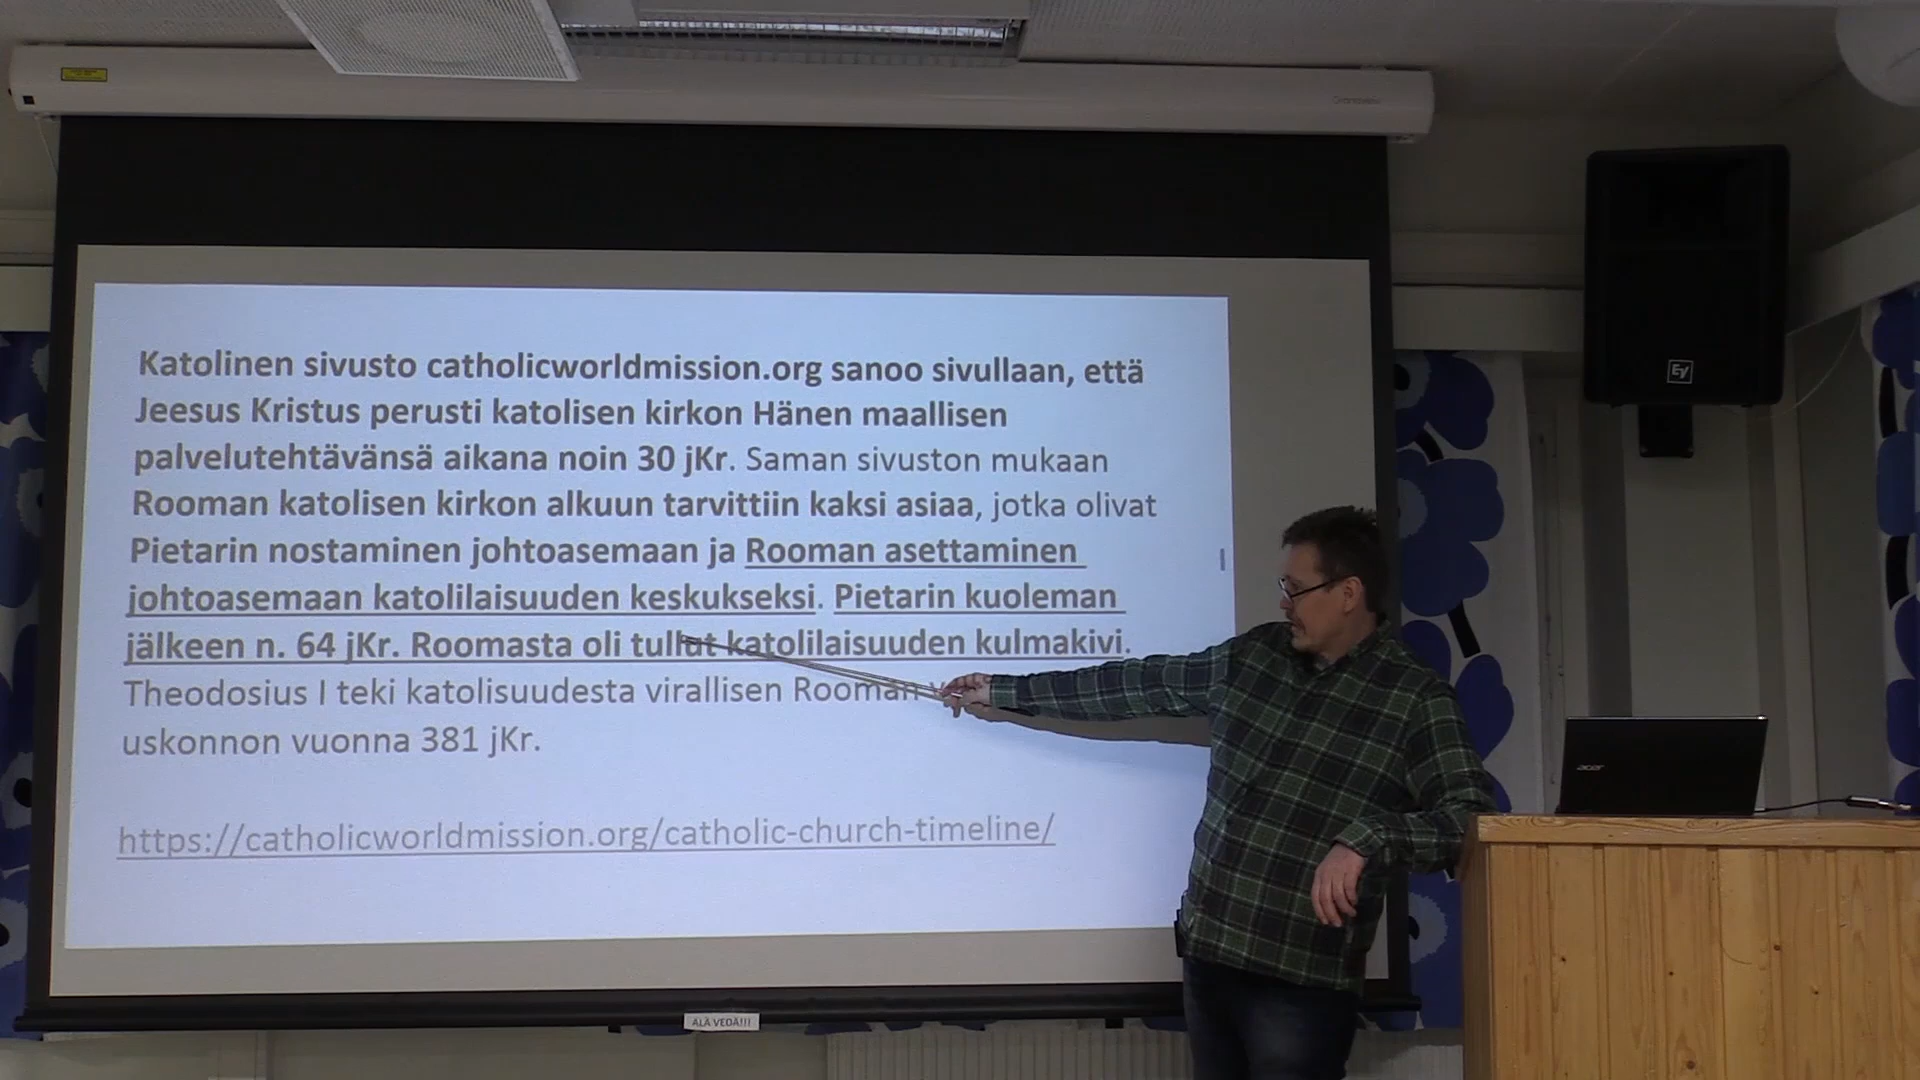 Katolinen sivusto catholicworldmission.org sanoo sivullaan, että
Jeesus Kristus perusti katolisen kirkon Hänen maallisen
palvelutehtävänsä aikana noin 30 jKr. Saman sivuston mukaan
Rooman katolisen kirkon alkuun tarvittiin kaksi asiaa, jotka olivat
Pietarin nostaminen johtoasemaan ja Rooman asettaminen
johtoasemaan katolilaisuuden keskukseksi. Pietarin kuoleman
jälkeen n. 64 jKr. Roomasta oli tullut katolilaisuuden kulmakivi.
Theodosius I teki katolisuudesta virallisen Rooman
uskonnon vuonna 381 jKr.
https://catholicworldmission.org/catholic-church-timeline/
ÄLÄ VEDÄ!!!
EV
acer